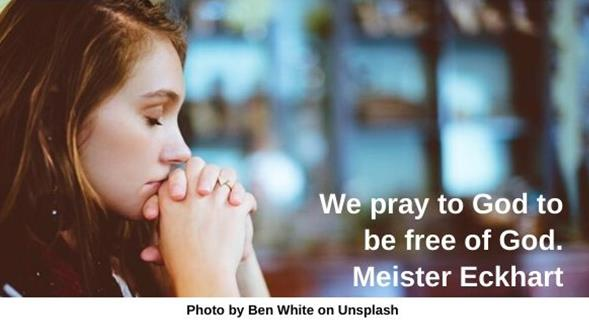 We pray to God to
be free of God.
Meister Eckhart
Photo by Ben White on Unsplash